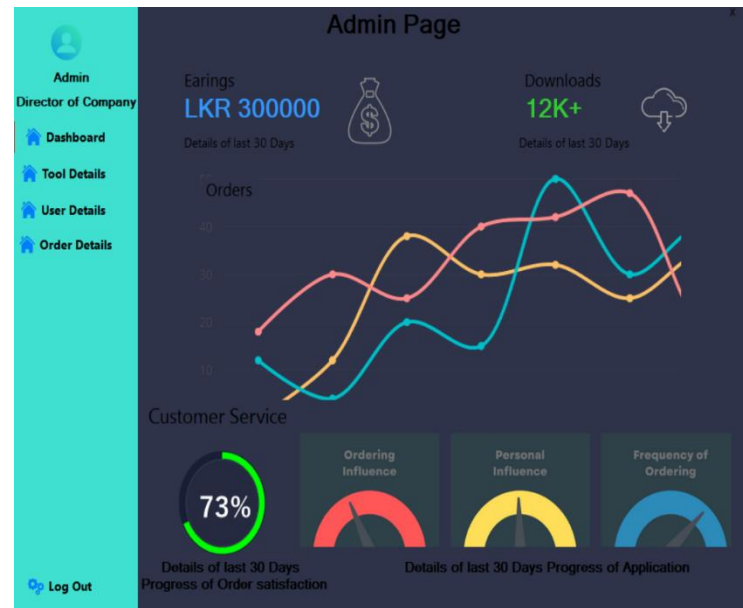 X
Admin Page
Admin
Director of Company
Dashboard
Tool Details
User Details
Order Details
Log Out
Earings
LKR 300000
Details of last 30 Days
Downloads
12K+
Details of last 30 Days
Orders
40
30
20
10
Customer Service
73%
Details of last 30 Days
Progress of Order satisfaction
Ordering
Influence
Personal
Influence
Frequency of
Ordering
Details of last 30 Days Progress of Application